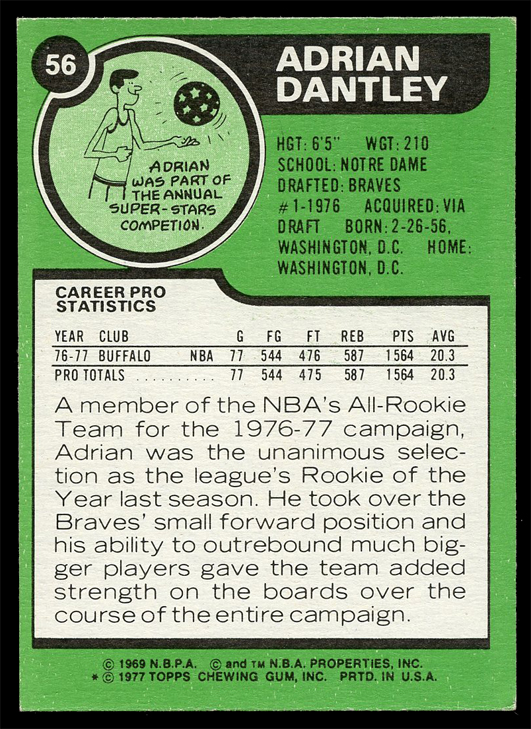 56
ADRIAN
DANTLEY
ADRIAN
WAS PART OF
THE ANNUAL
SUPER-STARS
COMPETION.
HGT: 6'5" WGT: 210
SCHOOL: NOTRE DAME
DRAFTED: BRAVES
#1-1976 ACQUIRED: VIA
DRAFT BORN: 2-26-56,
WASHINGTON, D.C. HOME:
WASHINGTON, D.C.
CAREER PRO
STATISTICS
YEAR CLUB G FG FT REB PTS AVG
76-77 BUFFALO NBA 77 544 476 587 1564 20.3
PRO TOTALS .......... 77 544 475 587 1564 20.3
A member of the NBA's All-Rookie
Team for the 1976-77 campaign,
Adrian was the unanimous selec-
tion as the league's Rookie of the
Year last season. He took over the
Braves' small forward position and
his ability to outrebound much big-
ger players gave the team added
strength on the boards over the
course of the entire campaign.
© 1969 N.B.P.A. © and TM N.B.A. PROPERTIES, INC.
* © 1977 TOPPS CHEWING GUM, INC. PRTD. IN U.S.A.